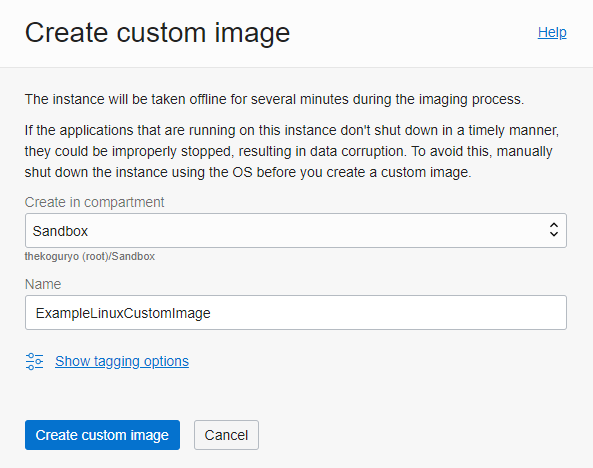 Create custom image
Help
The instance will be taken offline for several minutes during the imaging process.
If the applications that are running on this instance don't shut down in a timely manner,
they could be improperly stopped, resulting in data corruption. To avoid this, manually
shut down the instance using the OS before you create a custom image.
Create in compartment
Sandbox
thekoguryo (root)/Sandbox
Name
ExampleLinuxCustomImage
Show tagging options
Create custom image
Cancel